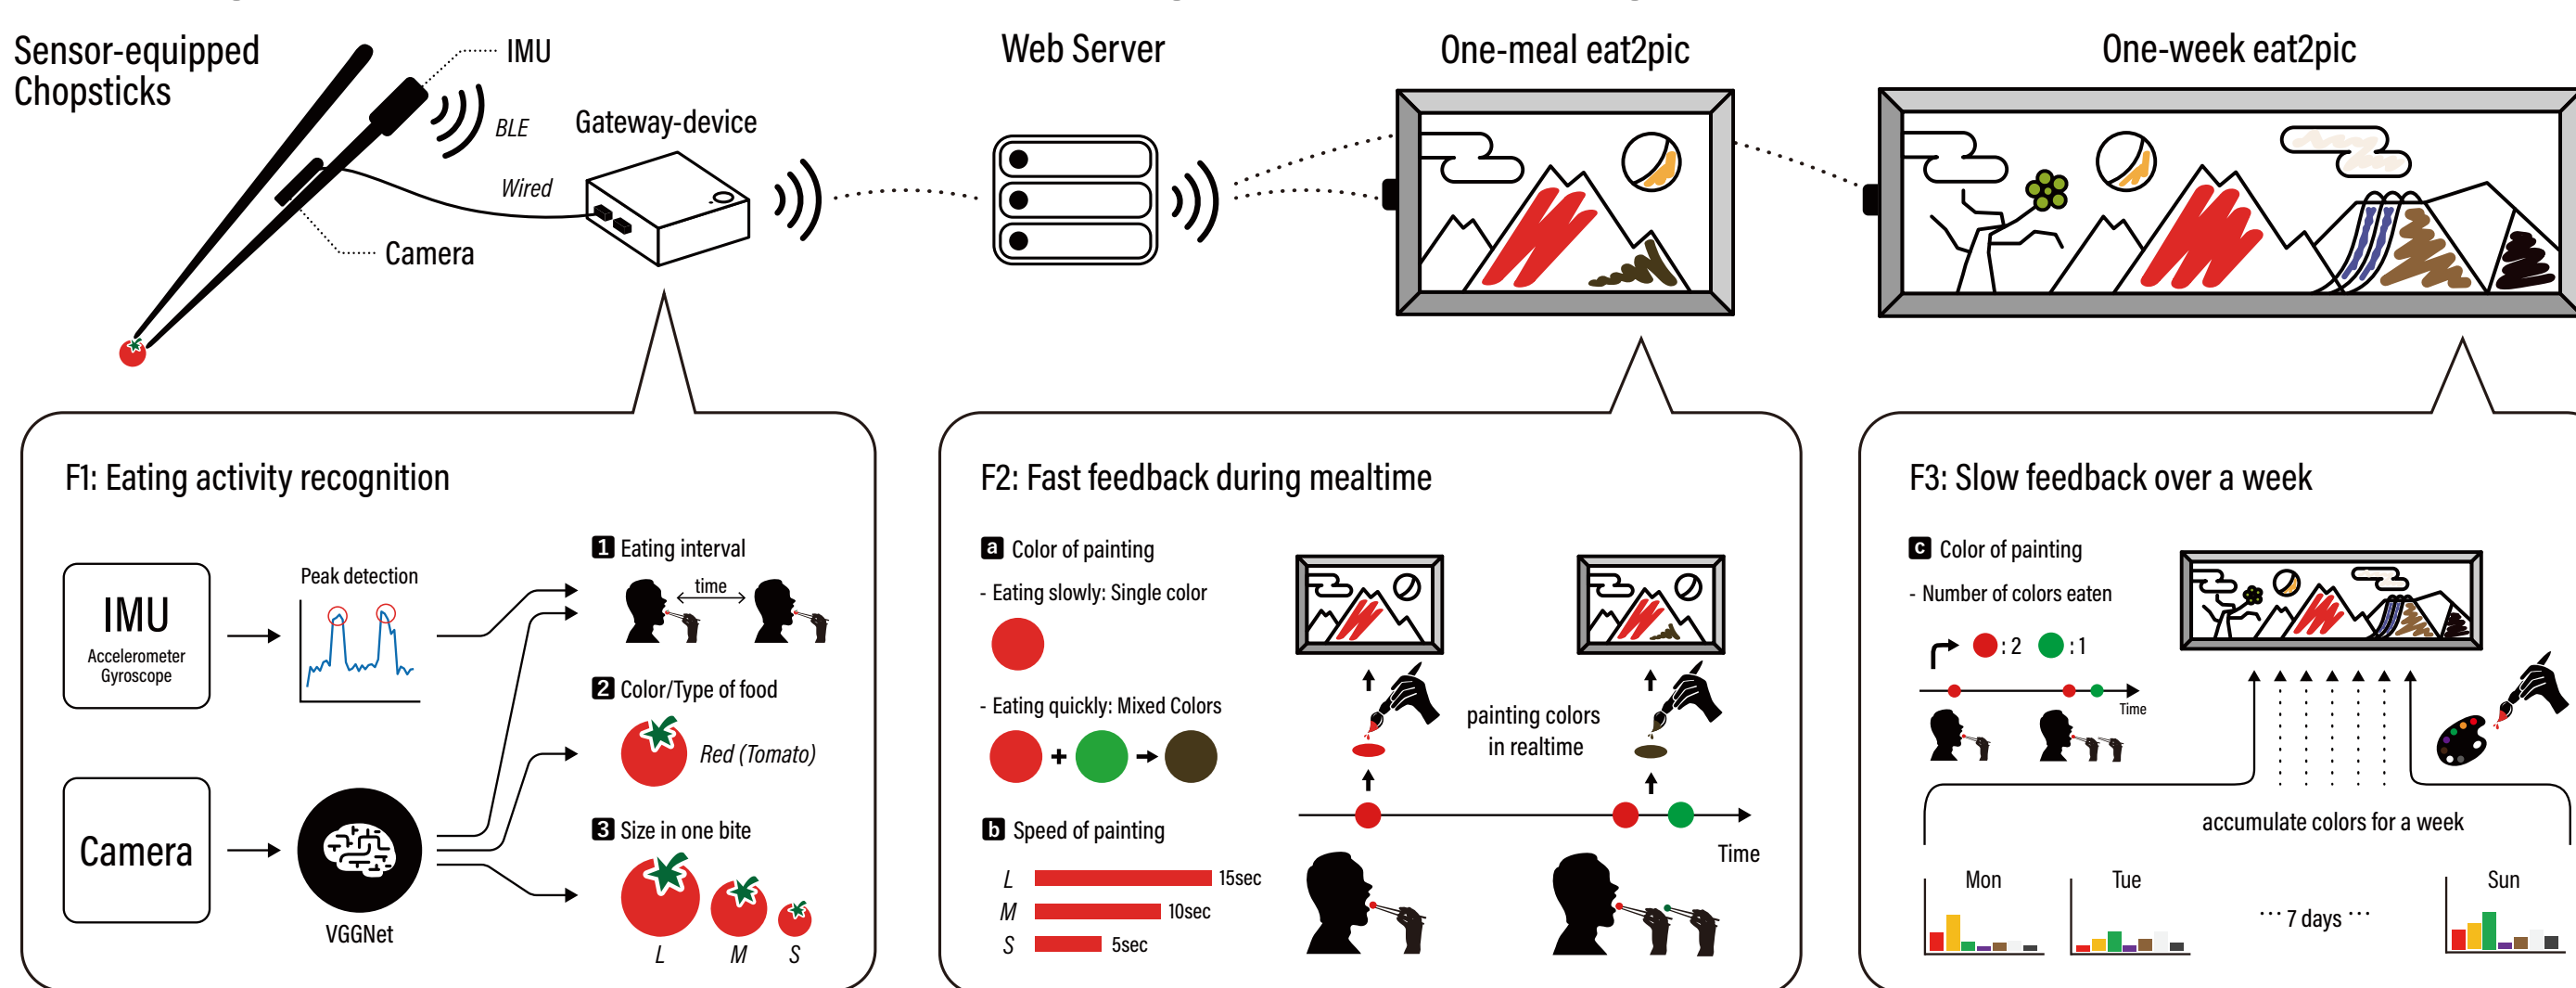 Sensor-equipped
Chopsticks
IMU
BLE
Wired
Camera
Gateway-device
Web Server
One-meal eat2pic
One-week eat2pic
F1: Eating activity recognition
IMU
Accelerometer
Gyroscope
Peak detection
Camera
VGGNet
1 Eating interval
time
2 Color/Type of food
Red (Tomato)
3 Size in one bite
L M S
F2: Fast feedback during mealtime
a Color of painting
- Eating slowly: Single color
- Eating quickly: Mixed Colors
+
b Speed of painting
L 15sec
M 10sec
S 5sec
painting colors
in realtime
Time
F3: Slow feedback over a week
c Color of painting
- Number of colors eaten
: 2 : 1
Time
accumulate colors for a week
Mon
Tue
··· 7 days ···
Sun